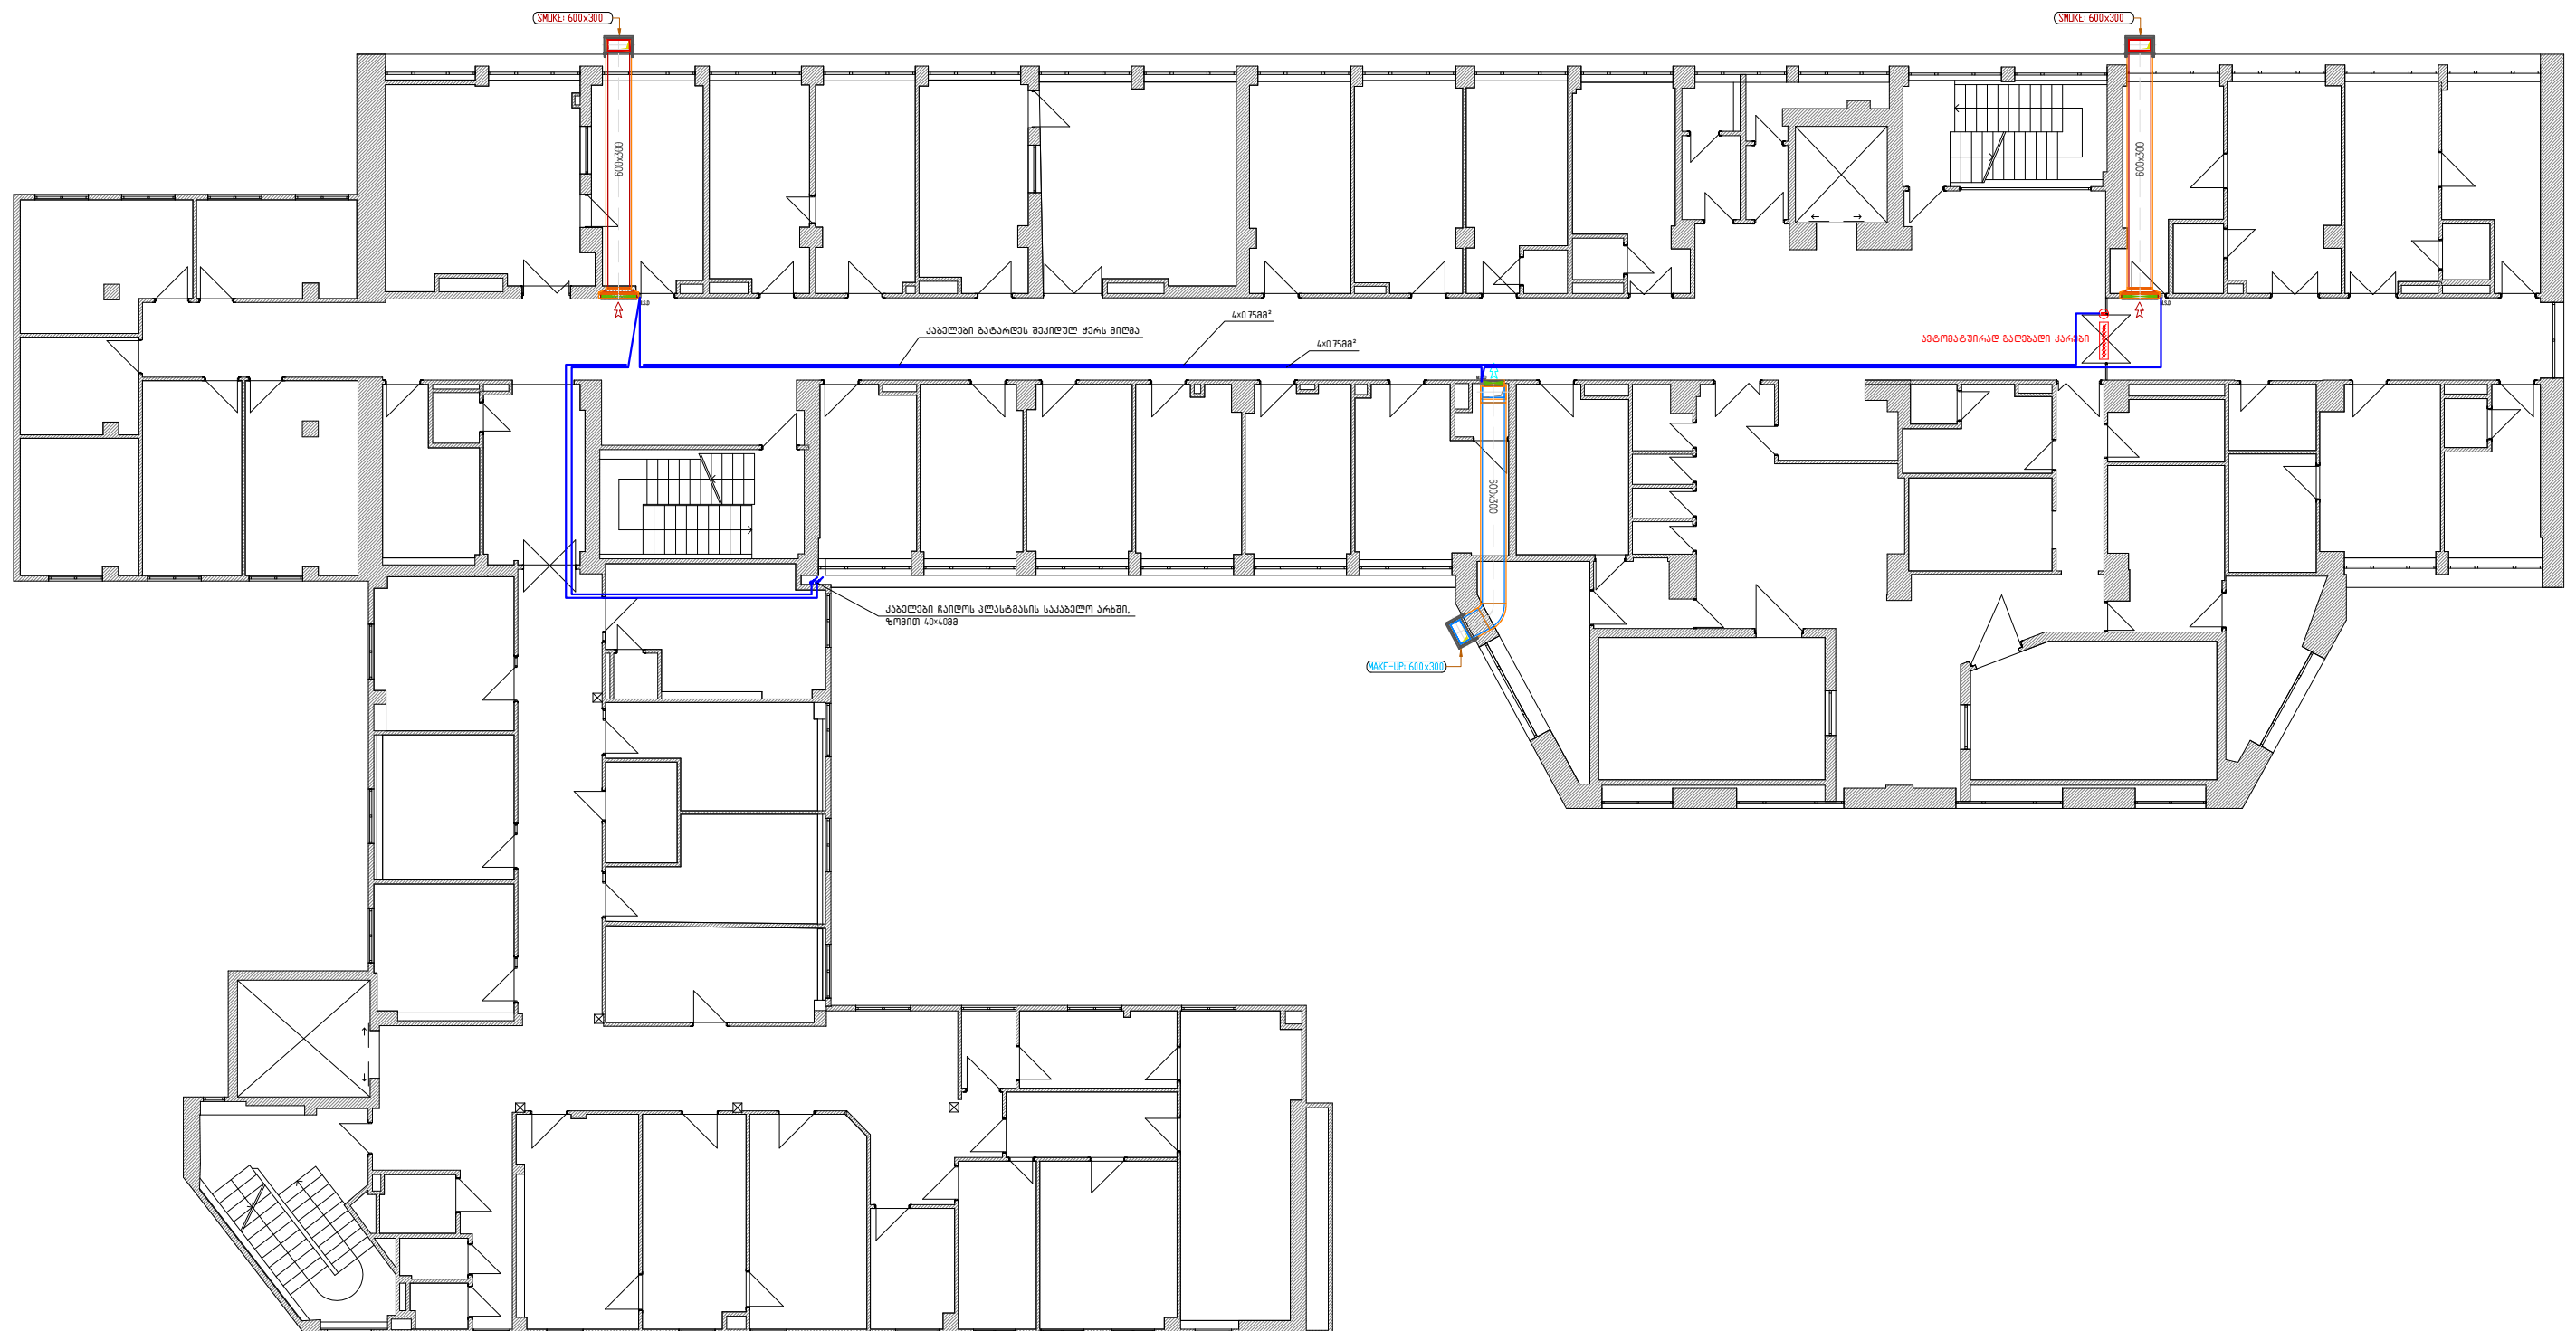 SMOKE: 600x300
SMOKE: 600x300
600x300
600x300
4×0.75მმ²
კაბელები გატარდეს შეკიდულ ჭერს მიღმა
4×0.75მმ²
ავტომატუირად გაღებადი კარები
600x300
კაბელები ჩაიდოს პლასტმასის საკაბელო არხში,
ზომით 40×40მმ
MAKE-UP: 600x300